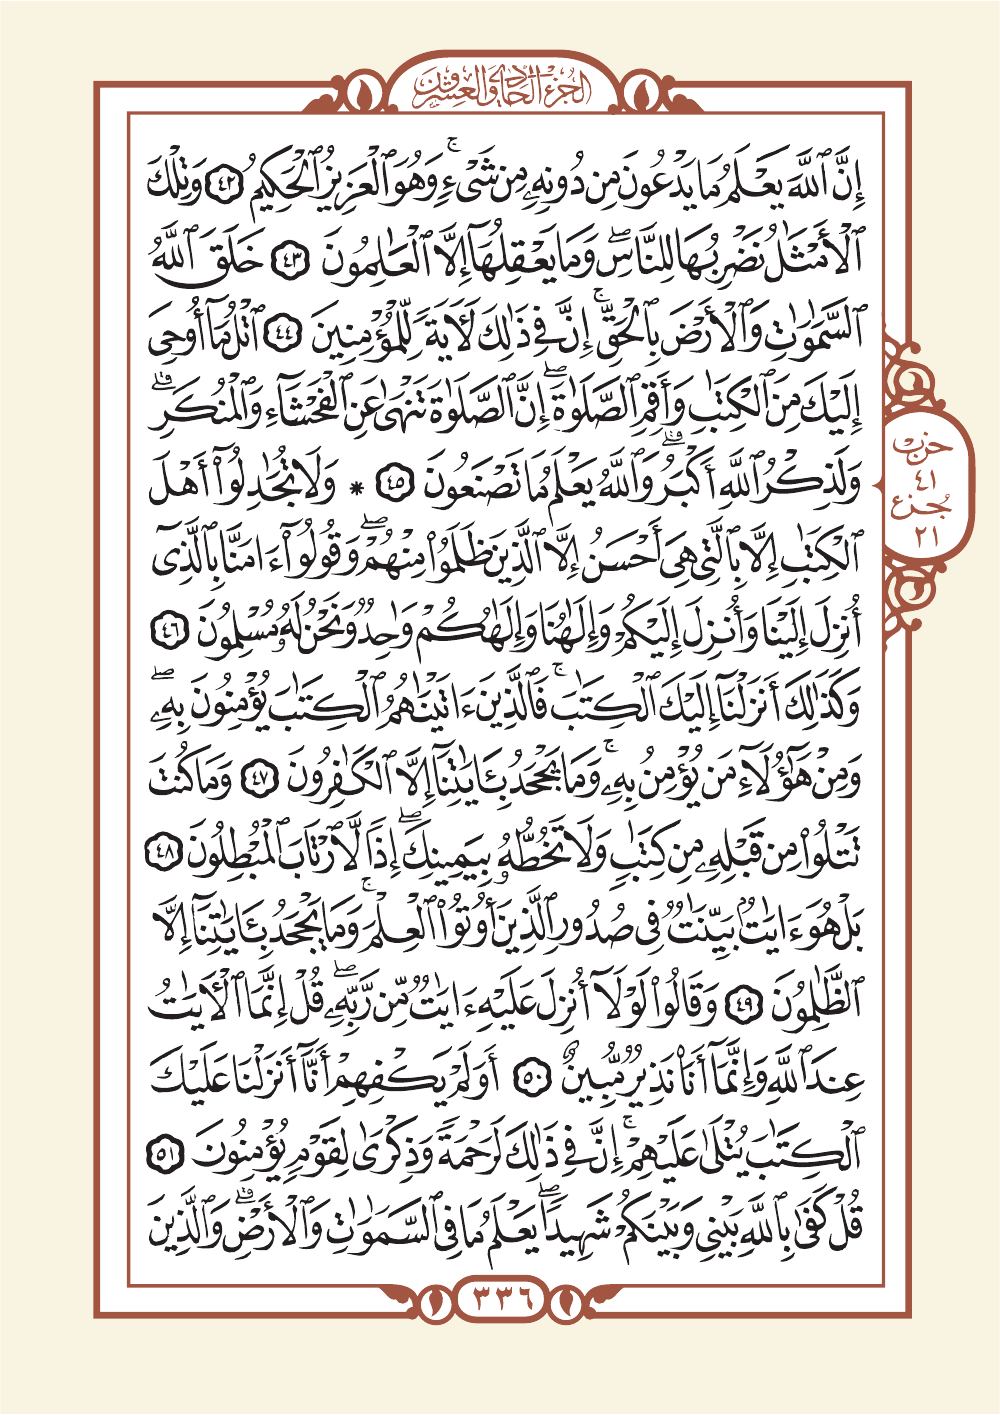 الجزء الحادي والعشرون
إِنَّ ٱللَّهَ يَعْلَمُ مَا يَدْعُونَ مِن دُونِهِۦ مِن شَىْءٍۚ وَهُوَ ٱلْعَزِيزُ ٱلْحَكِيمُ ٤٢ وَتِلْكَ
ٱلْأَمْثَٰلُ نَضْرِبُهَا لِلنَّاسِۖ وَمَا يَعْقِلُهَآ إِلَّا ٱلْعَٰلِمُونَ ٤٣ خَلَقَ ٱللَّهُ
ٱلسَّمَٰوَٰتِ وَٱلْأَرْضَ بِٱلْحَقِّۚ إِنَّ فِى ذَٰلِكَ لَءَايَةً لِّلْمُؤْمِنِينَ ٤٤ ٱتْلُ مَآ أُوحِىَ
إِلَيْكَ مِنَ ٱلْكِتَٰبِ وَأَقِمِ ٱلصَّلَوٰةَۖ إِنَّ ٱلصَّلَوٰةَ تَنْهَىٰ عَنِ ٱلْفَحْشَآءِ وَٱلْمُنكَرِۗ
وَلَذِكْرُ ٱللَّهِ أَكْبَرُۗ وَٱللَّهُ يَعْلَمُ مَا تَصْنَعُونَ ٤٥ * وَلَا تُجَٰدِلُوٓا۟ أَهْلَ
ٱلْكِتَٰبِ إِلَّا بِٱلَّتِى هِىَ أَحْسَنُ إِلَّا ٱلَّذِينَ ظَلَمُوا۟ مِنْهُمْۖ وَقُولُوٓا۟ ءَامَنَّا بِٱلَّذِىٓ
أُنزِلَ إِلَيْنَا وَأُنزِلَ إِلَيْكُمْ وَإِلَٰهُنَا وَإِلَٰهُكُمْ وَٰحِدٌ وَنَحْنُ لَهُۥ مُسْلِمُونَ ٤٦
وَكَذَٰلِكَ أَنزَلْنَآ إِلَيْكَ ٱلْكِتَٰبَۚ فَٱلَّذِينَ ءَاتَيْنَٰهُمُ ٱلْكِتَٰبَ يُؤْمِنُونَ بِهِۦۖ
وَمِنْ هَٰٓؤُلَآءِ مَن يُؤْمِنُ بِهِۦۚ وَمَا يَجْحَدُ بِـَٔايَٰتِنَآ إِلَّا ٱلْكَٰفِرُونَ ٤٧ وَمَا كُنتَ
تَتْلُوا۟ مِن قَبْلِهِۦ مِن كِتَٰبٍ وَلَا تَخُطُّهُۥ بِيَمِينِكَۖ إِذًا لَّٱرْتَابَ ٱلْمُبْطِلُونَ ٤٨
بَلْ هُوَ ءَايَٰتٌۢ بَيِّنَٰتٌ فِى صُدُورِ ٱلَّذِينَ أُوتُوا۟ ٱلْعِلْمَۚ وَمَا يَجْحَدُ بِـَٔايَٰتِنَآ إِلَّا
ٱلظَّٰلِمُونَ ٤٩ وَقَالُوا۟ لَوْلَآ أُنزِلَ عَلَيْهِ ءَايَٰتٌ مِّن رَّبِّهِۦۖ قُلْ إِنَّمَا ٱلْءَايَٰتُ
عِندَ ٱللَّهِ وَإِنَّمَآ أَنَا۠ نَذِيرٌ مُّبِينٌ ٥٠ أَوَلَمْ يَكْفِهِمْ أَنَّآ أَنزَلْنَا عَلَيْكَ
ٱلْكِتَٰبَ يُتْلَىٰ عَلَيْهِمْۚ إِنَّ فِى ذَٰلِكَ لَرَحْمَةً وَذِكْرَىٰ لِقَوْمٍ يُؤْمِنُونَ ٥١
قُلْ كَفَىٰ بِٱللَّهِ بَيْنِى وَبَيْنَكُمْ شَهِيدًاۖ يَعْلَمُ مَا فِى ٱلسَّمَٰوَٰتِ وَٱلْأَرْضِۗ وَٱلَّذِينَ
حزب
٤١
جزء
٢١
٣٣٦